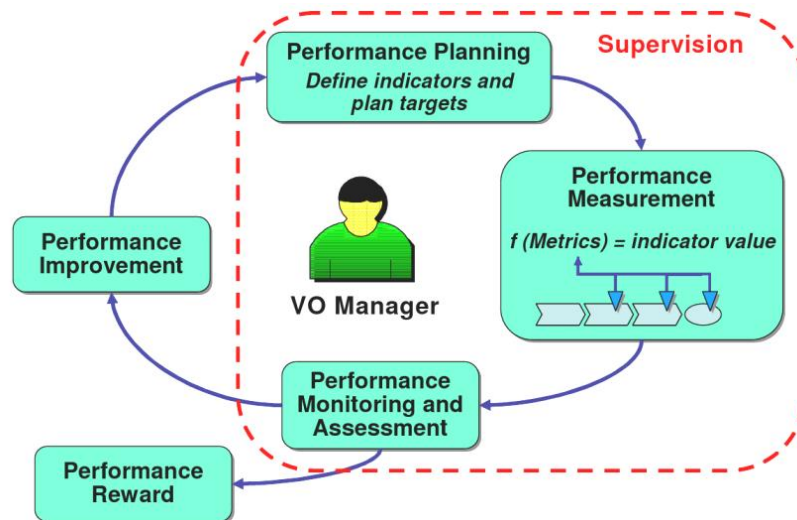 Supervision
Performance Planning
Define indicators and
plan targets
Performance
Measurement
f (Metrics) = indicator value
Performance
Improvement
VO Manager
Performance
Monitoring and
Assessment
Performance
Reward